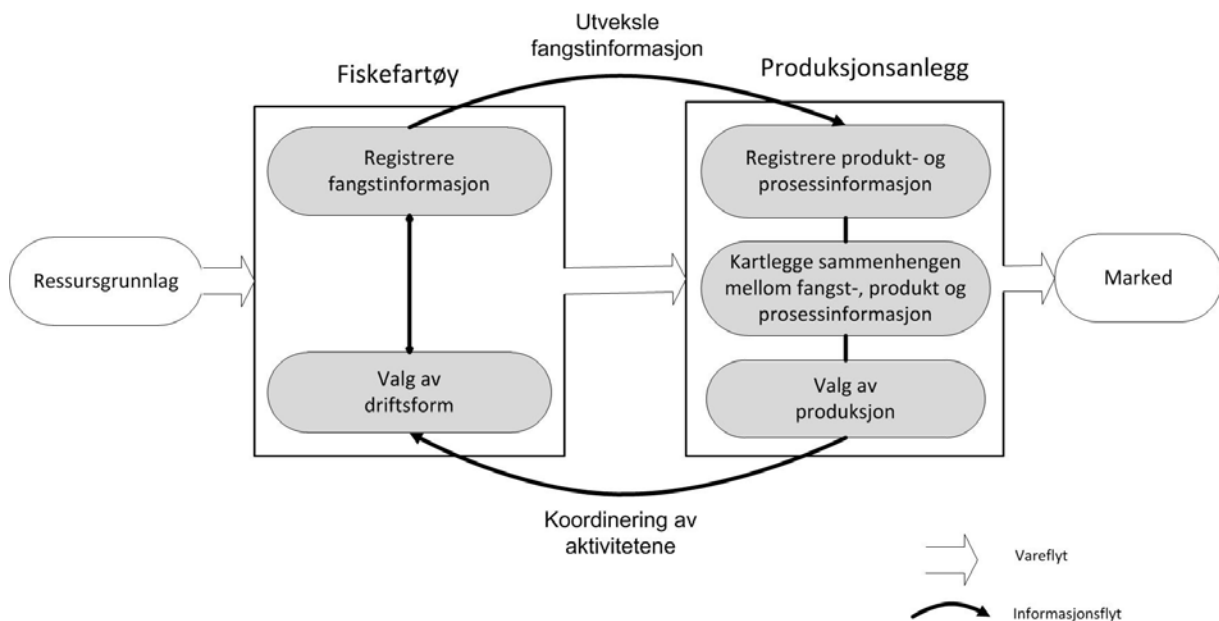 Utveksle
fangstinformasjon
Fiskefartøy
Produksjonsanlegg
Registrere
fangstinformasjon
Registrere produkt- og
prosessinformasjon
Ressursgrunnlag
Kartlegge sammenhengen
mellom fangst-, produkt og
prosessinformasjon
Marked
Valg av
driftsform
Valg av
produksjon
Koordinering av
aktivitetene
Vareflyt
Informasjonsflyt